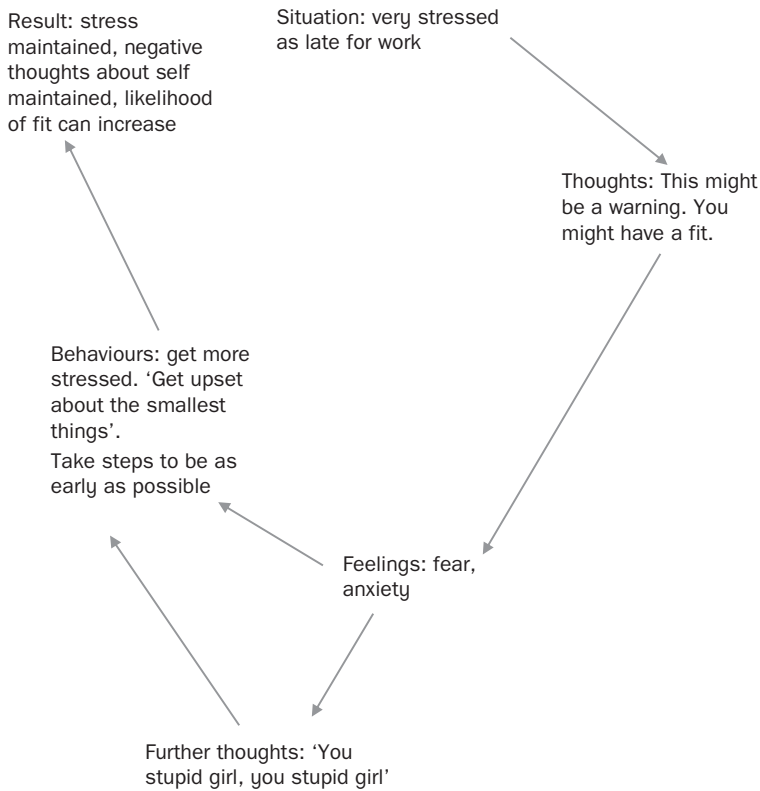 Result: stress
maintained, negative
thoughts about self
maintained, likelihood
of fit can increase
Situation: very stressed
as late for work
Thoughts: This might
be a warning. You
might have a fit.
Behaviours: get more
stressed. ‘Get upset
about the smallest
things’.
Take steps to be as
early as possible
Feelings: fear,
anxiety
Further thoughts: ‘You
stupid girl, you stupid girl’